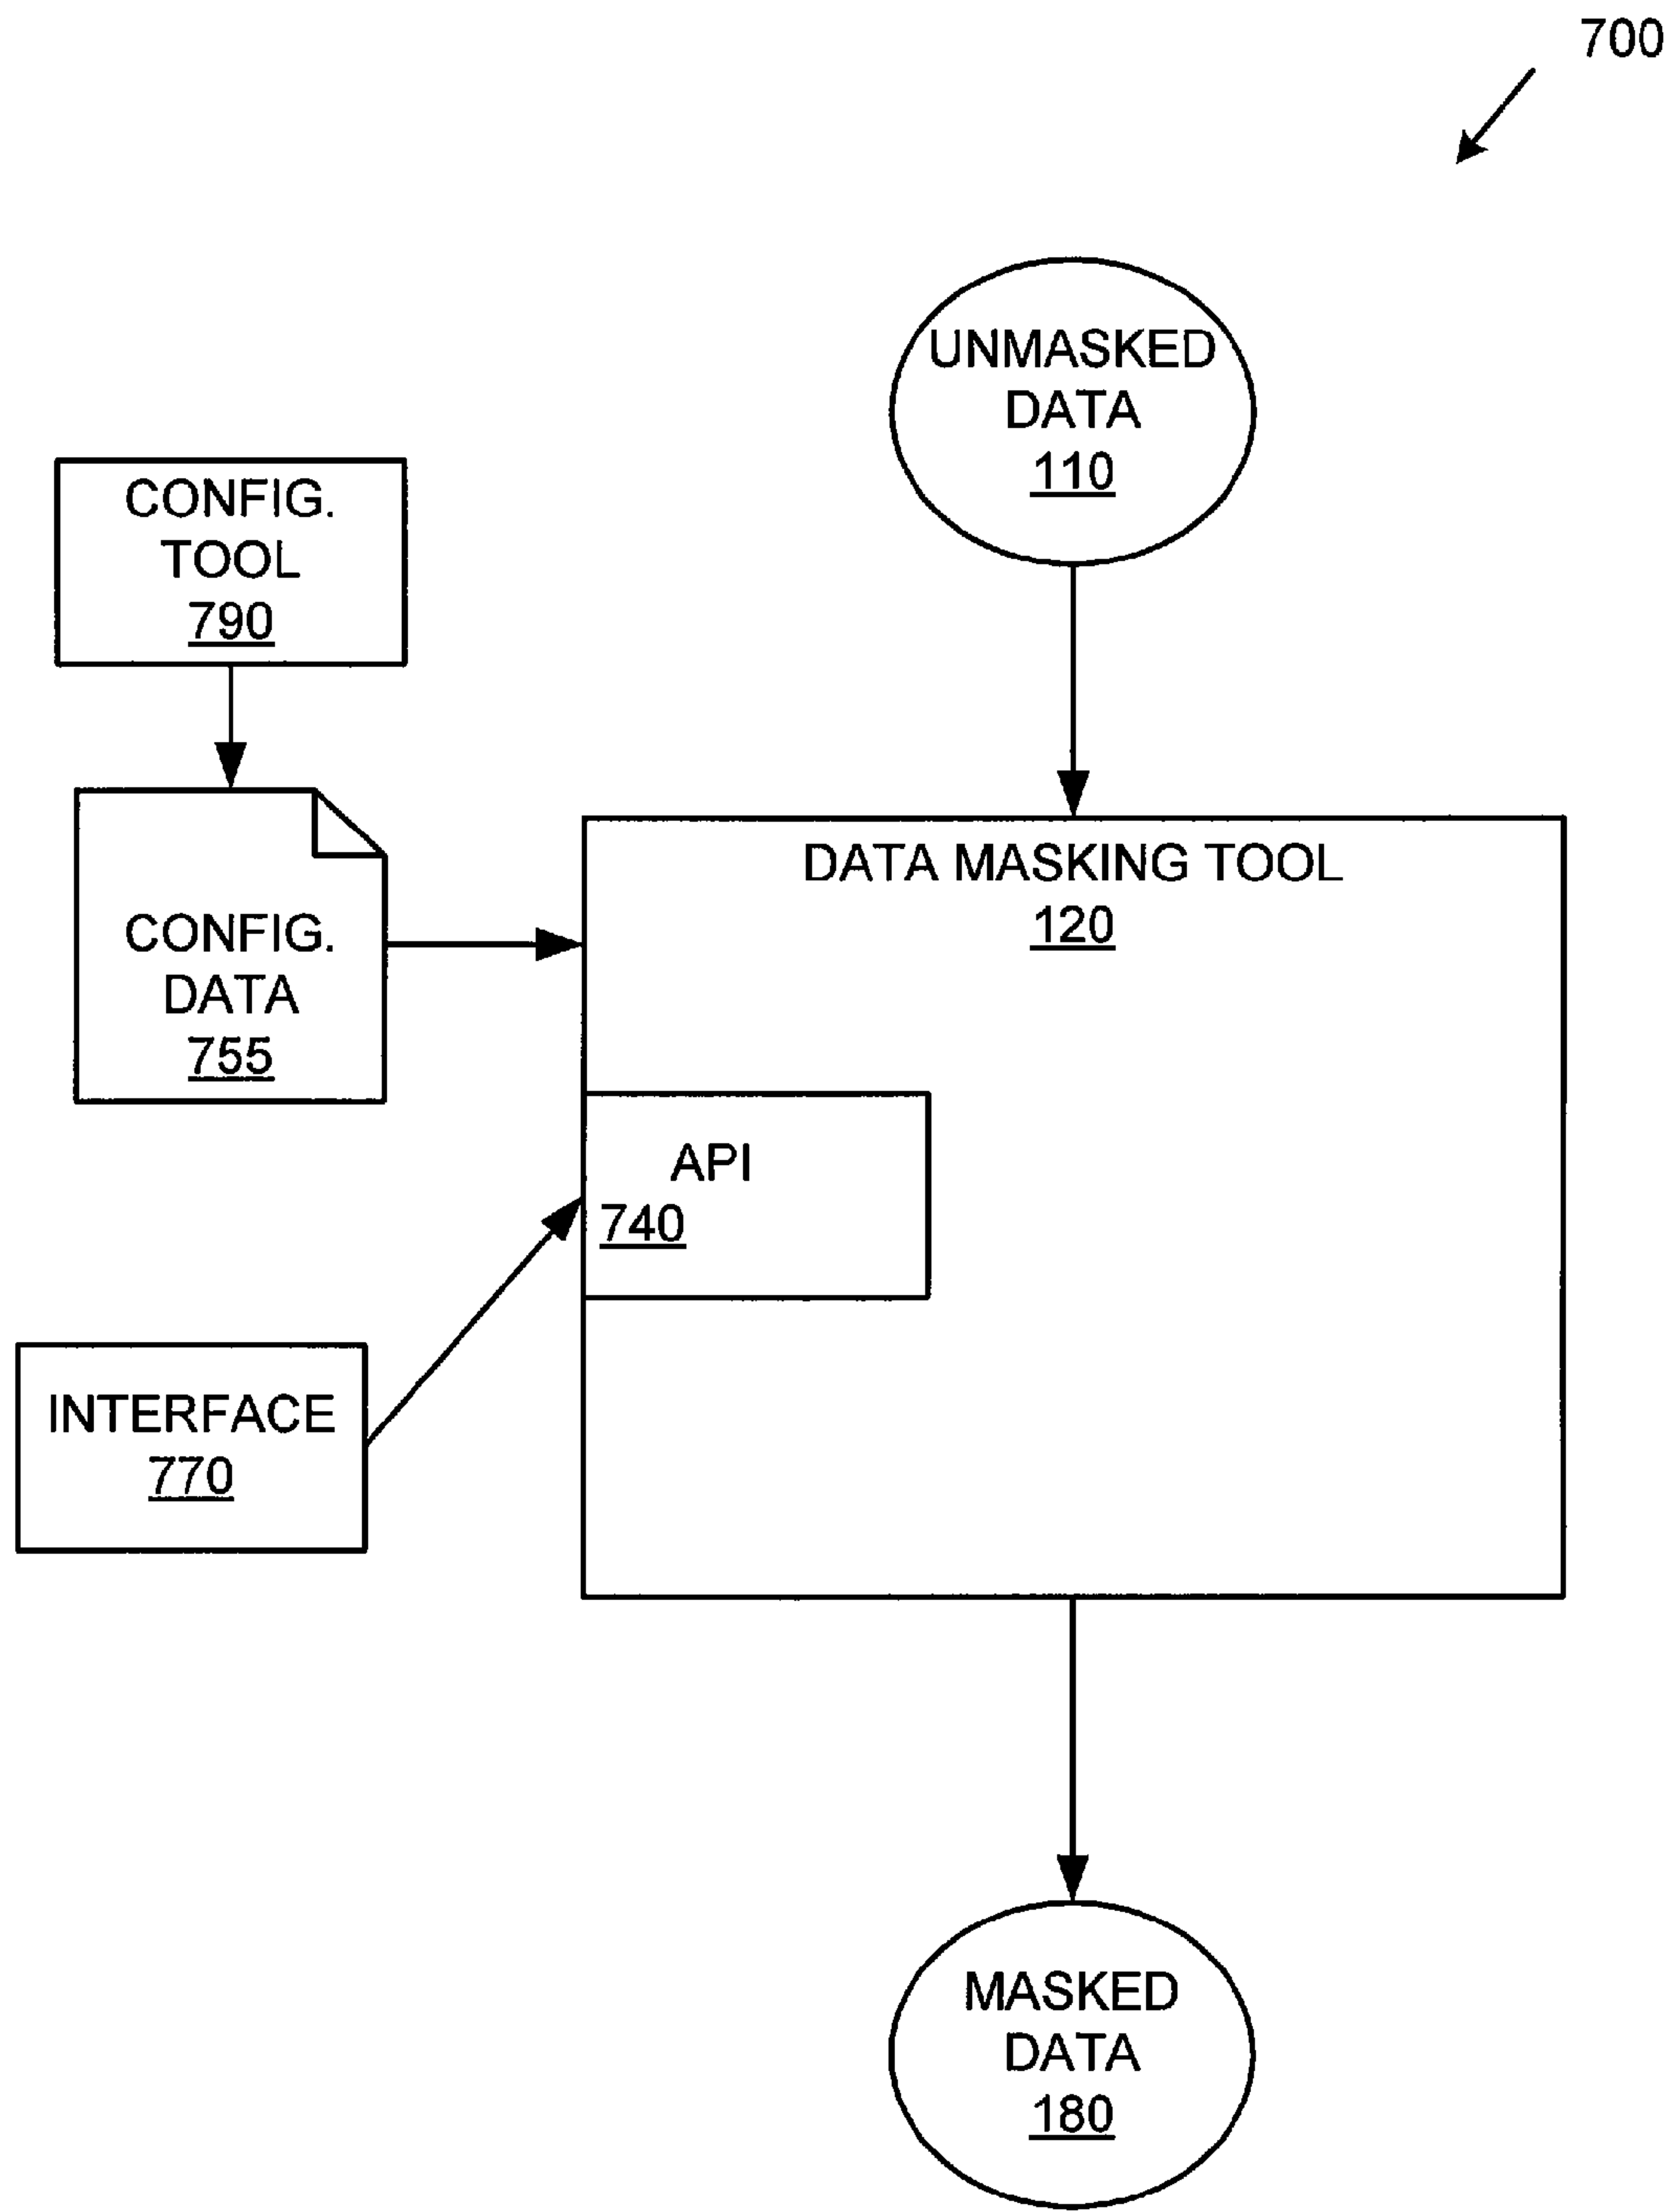 700
UNMASKED
DATA
110
CONFIG.
TOOL
790
DATA MASKING TOOL
120
CONFIG.
DATA
755
API
740
INTERFACE
770
MASKED
DATA
180